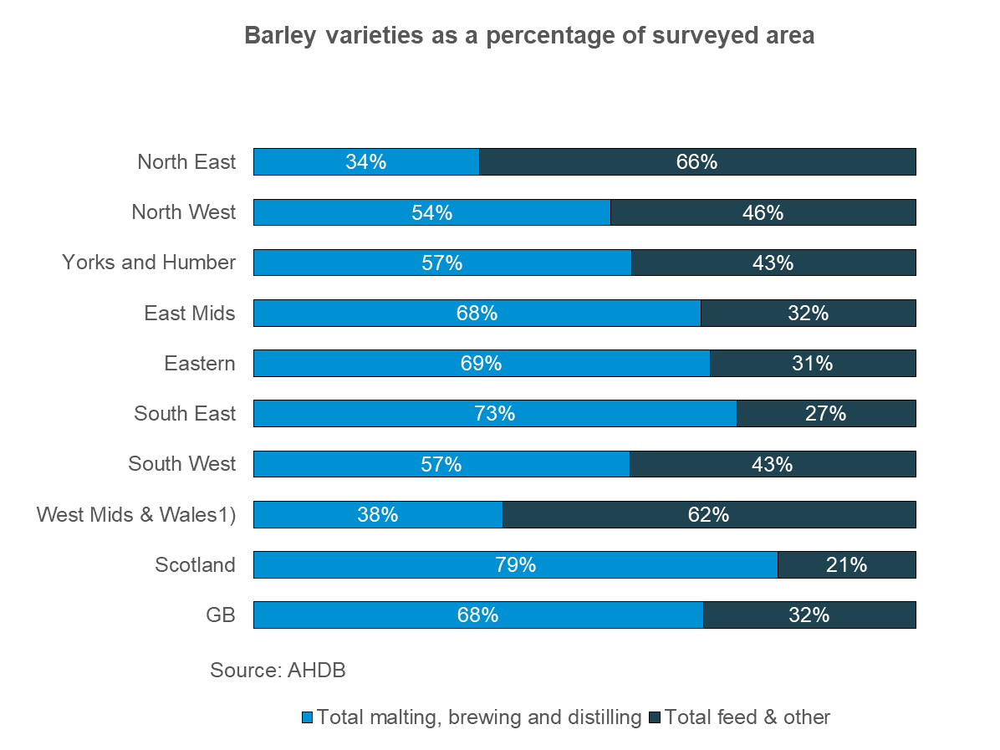 Barley varieties as a percentage of surveyed area
North East 34% 66%
North West 54% 46%
Yorks and Humber 57% 43%
East Mids 68% 32%
Eastern 69% 31%
South East 73% 27%
South West 57% 43%
West Mids & Wales1) 38% 62%
Scotland 79% 21%
GB 68% 32%
Source: AHDB
Total malting, brewing and distilling Total feed & other